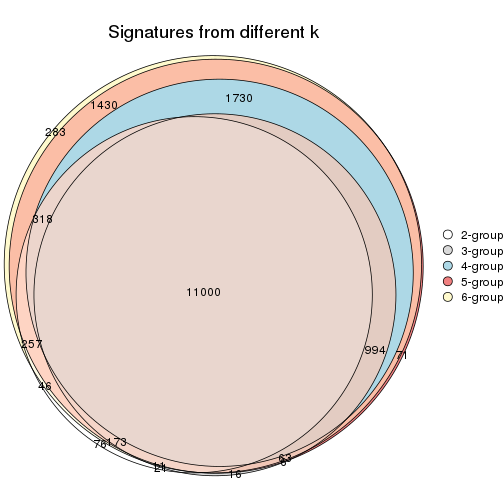 Signatures from different k
1730
1430
283
318
11000
994
71
257
46
76
173
16
63
2-group
3-group
4-group
5-group
6-group